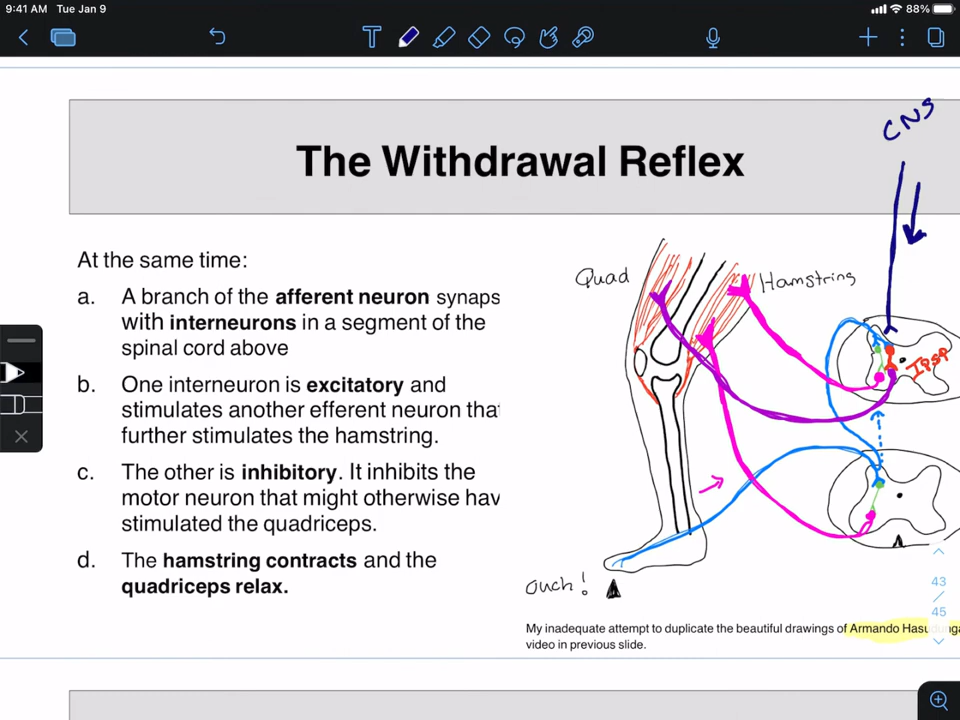 9:41 AM Tue Jan 9
88%
The Withdrawal Reflex
CNS
At the same time:
a. A branch of the afferent neuron synaps
with interneurons in a segment of the
spinal cord above
b. One interneuron is excitatory and
stimulates another efferent neuron tha
further stimulates the hamstring.
c. The other is inhibitory. It inhibits the
motor neuron that might otherwise hav
stimulated the quadriceps.
d. The hamstring contracts and the
quadriceps relax.
Quad
Hamstring
IPSP
Ouch!
43
/
45
My inadequate attempt to duplicate the beautiful drawings of Armando Hasudunga
video in previous slide.